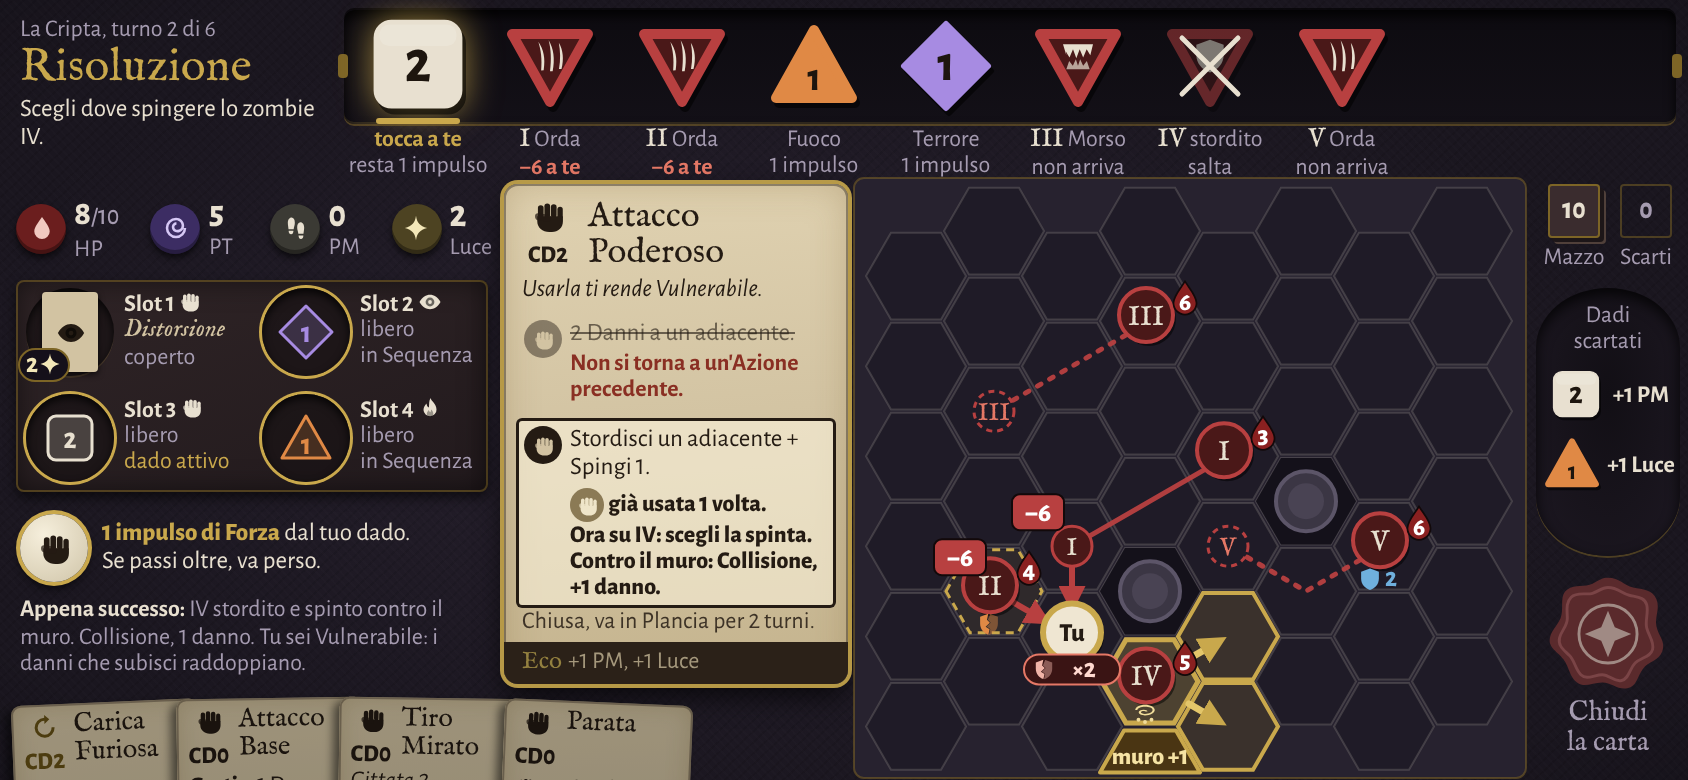 La Cripta, turno 2 di 6
Risoluzione
Scegli dove spingere lo zombie
IV.
2
1
1
tocca a te
resta 1 impulso
I Orda
−6 a te
II Orda
−6 a te
Fuoco
1 impulso
Terrore
1 impulso
III Morso
non arriva
IV stordito
salta
V Orda
non arriva
8/10
HP
5
PT
0
PM
2
Luce
Slot 1
Distorsione
coperto
2
Slot 2
libero
in Sequenza
1
Slot 3
libero
dado attivo
2
Slot 4
libero
in Sequenza
1
1 impulso di Forza dal tuo dado.
Se passi oltre, va perso.
Appena successo: IV stordito e spinto contro il
muro. Collisione, 1 danno. Tu sei Vulnerabile: i
danni che subisci raddoppiano.
Carica
Furiosa
CD2
Attacco
Base
CD0
Tiro
Mirato
CD0
Parata
CD0
Attacco
Poderoso
CD2
Usarla ti rende Vulnerabile.
2 Danni a un adiacente.
Non si torna a un'Azione
precedente.
Stordisci un adiacente +
Spingi 1.
già usata 1 volta.
Ora su IV: scegli la spinta.
Contro il muro: Collisione,
+1 danno.
Chiusa, va in Plancia per 2 turni.
Eco +1 PM, +1 Luce
III
6
III
I
3
−6
I
V
V
6
2
−6
II
4
Tu
×2
IV
5
muro +1
10
Mazzo
0
Scarti
Dadi
scartati
2
+1 PM
1
+1 Luce
Chiudi
la carta